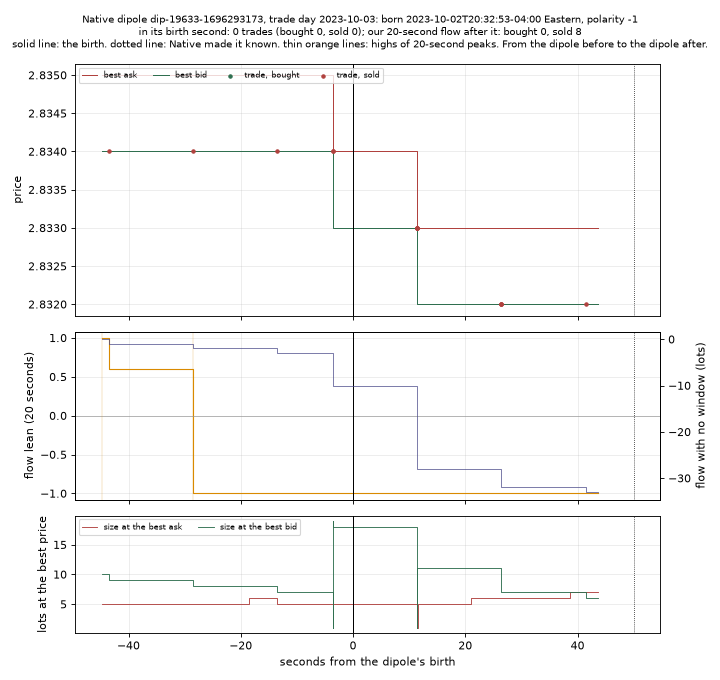 Native dipole dip-19633-1696293173, trade day 2023-10-03: born 2023-10-02T20:32:53-04:00 Eastern, polarity -1
in its birth second: 0 trades (bought 0, sold 0); our 20-second flow after it: bought 0, sold 8
solid line: the birth. dotted line: Native made it known. thin orange lines: highs of 20-second peaks. From the dipole before to the dipole after.
best ask
best bid
trade, bought
trade, sold
2.8350
2.8345
2.8340
2.8335
2.8330
2.8325
2.8320
price
1.0
0.5
0.0
−0.5
−1.0
flow lean (20 seconds)
0
−10
−20
−30
flow with no window (lots)
size at the best ask
size at the best bid
15
10
5
lots at the best price
−40
−20
0
20
40
seconds from the dipole's birth